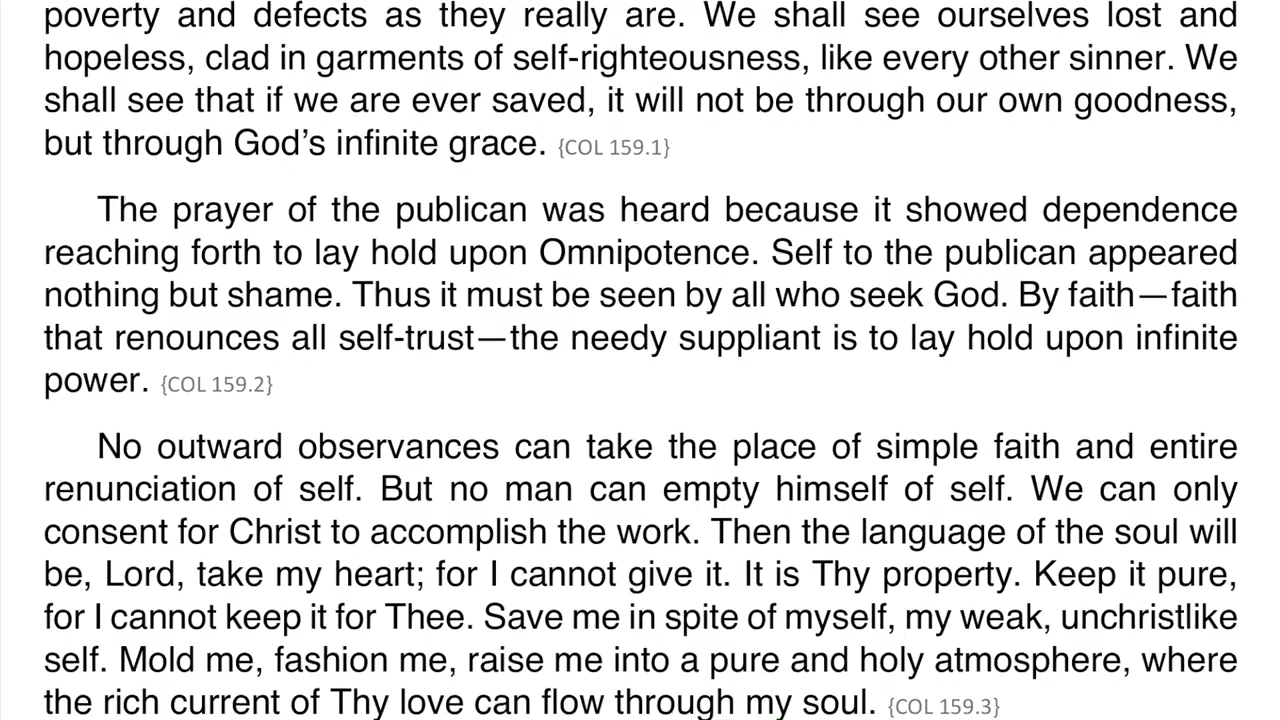 poverty and defects as they really are. We shall see ourselves lost and
hopeless, clad in garments of self-righteousness, like every other sinner. We
shall see that if we are ever saved, it will not be through our own goodness,
but through God’s infinite grace. {COL 159.1}
The prayer of the publican was heard because it showed dependence
reaching forth to lay hold upon Omnipotence. Self to the publican appeared
nothing but shame. Thus it must be seen by all who seek God. By faith—faith
that renounces all self-trust—the needy suppliant is to lay hold upon infinite
power. {COL 159.2}
No outward observances can take the place of simple faith and entire
renunciation of self. But no man can empty himself of self. We can only
consent for Christ to accomplish the work. Then the language of the soul will
be, Lord, take my heart; for I cannot give it. It is Thy property. Keep it pure,
for I cannot keep it for Thee. Save me in spite of myself, my weak, unchristlike
self. Mold me, fashion me, raise me into a pure and holy atmosphere, where
the rich current of Thy love can flow through my soul. {COL 159.3}